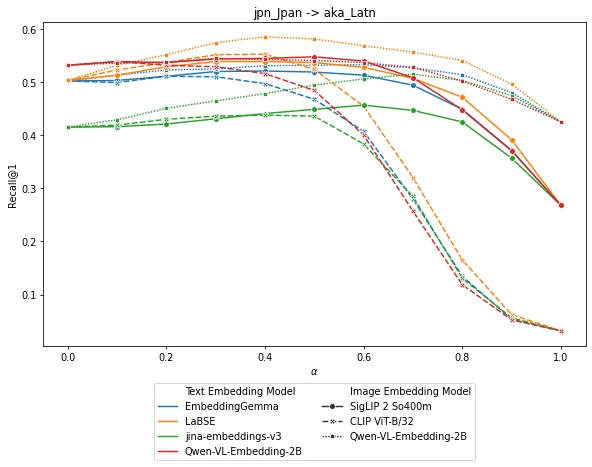 jpn_Jpan -> aka_Latn
Recall@1
0.6
0.5
0.4
0.3
0.2
0.1
0.0 0.2 0.4 0.6 0.8 1.0
α
Text Embedding Model
EmbeddingGemma
LaBSE
jina-embeddings-v3
Qwen-VL-Embedding-2B
Image Embedding Model
SigLIP 2 So400m
CLIP ViT-B/32
Qwen-VL-Embedding-2B